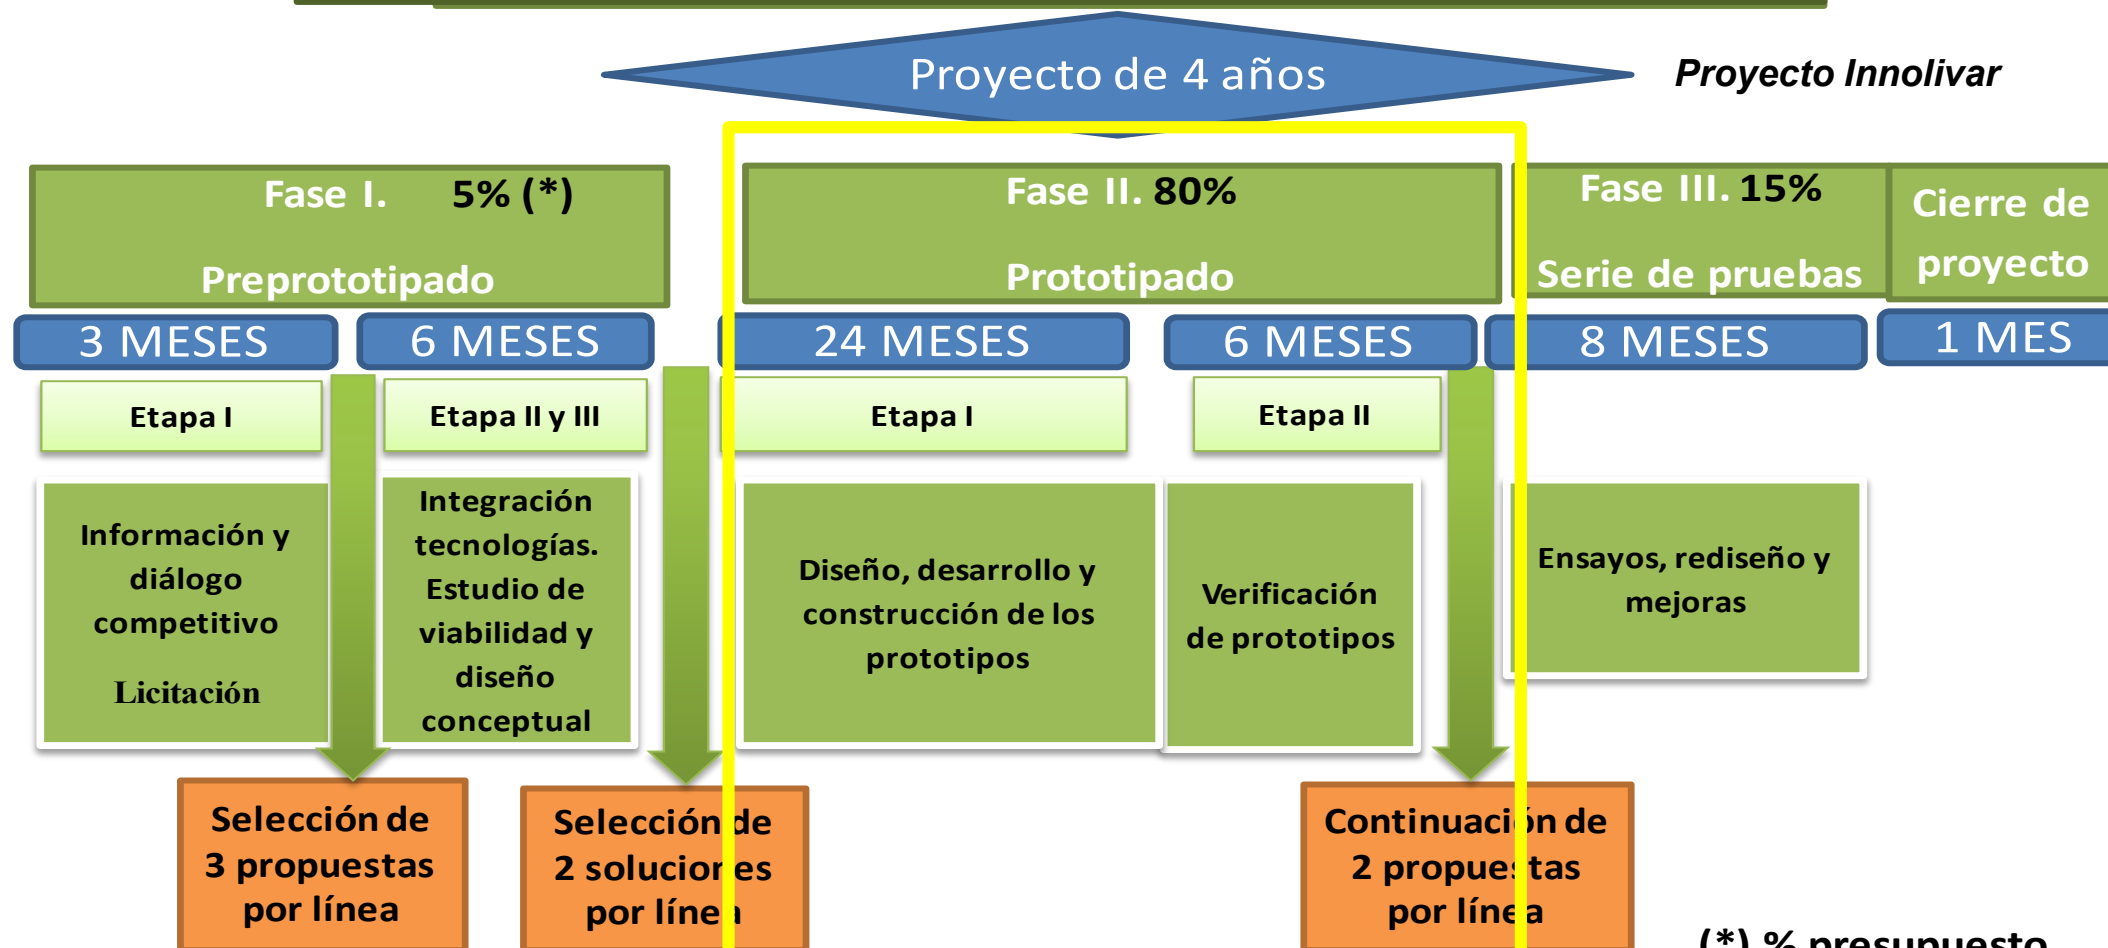 Proyecto de 4 años
Proyecto Innolivar
Fase I. 5% (*)
Preprototipado
Fase II. 80%
Prototipado
Fase III. 15%
Serie de pruebas
Cierre de
proyecto
3 MESES
6 MESES
24 MESES
6 MESES
8 MESES
1 MES
Etapa I
Etapa II y III
Etapa I
Etapa II
Información y
diálogo
competitivo
Licitación
Integración
tecnologías.
Estudio de
viabilidad y
diseño
conceptual
Diseño, desarrollo y
construcción de los
prototipos
Verificación
de prototipos
Ensayos, rediseño y
mejoras
Selección de
3 propuestas
por línea
Selección de
2 soluciones
por línea
Continuación de
2 propuestas
por línea
(*) % presupuesto